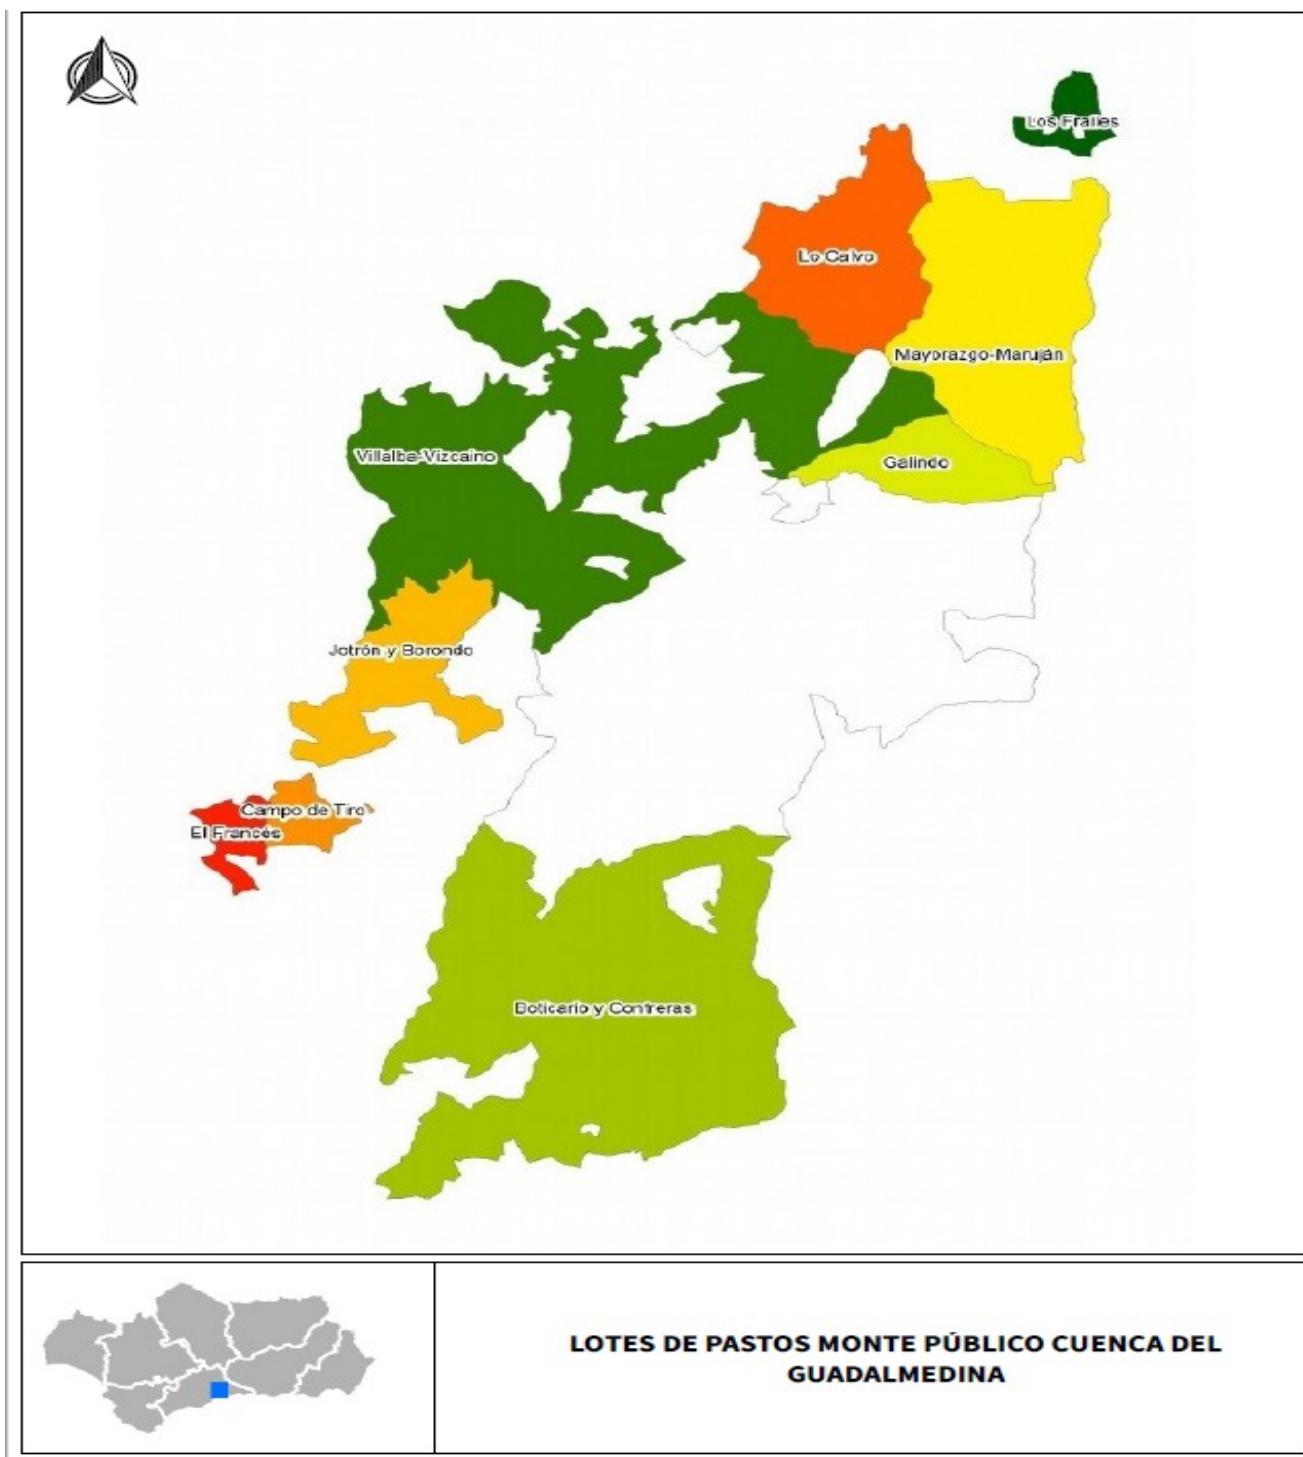 Los Frailes
Lo Calvo
Mayorazgo-Maruján
Villalba-Vizcaino
Galindo
Jotrón y Borondo
Campo de Tiro
El Francés
Boticario y Contreras
LOTES DE PASTOS MONTE PÚBLICO CUENCA DEL
GUADALMEDINA